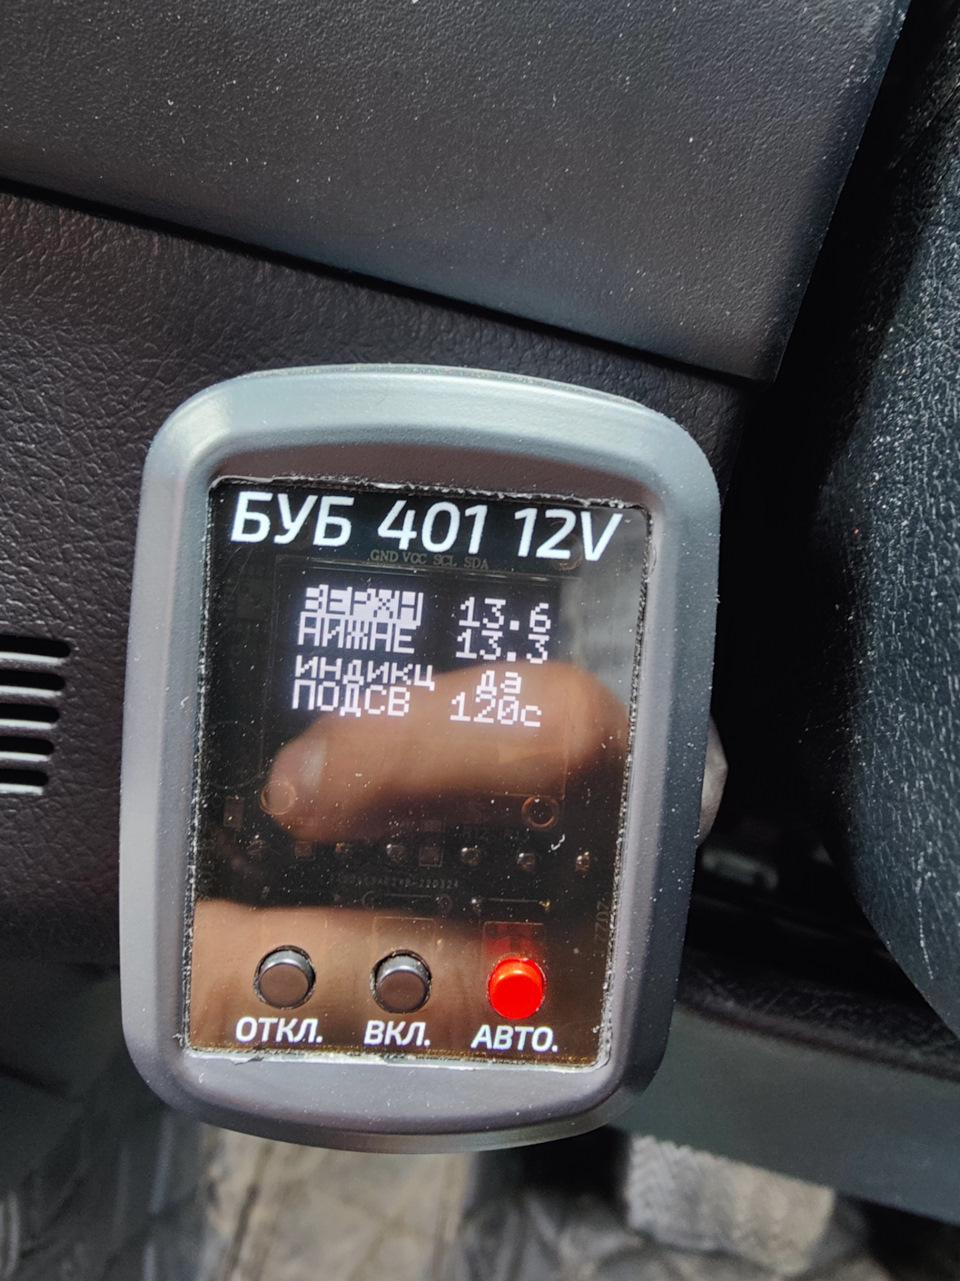 БУБ 401 12V
GND VCC SCL SDA
ВЕРХН 13.6
НИЖНЕ 13.3
индикц да
ПОДСВ 120с
ОТКЛ. ВКЛ. АВТО.